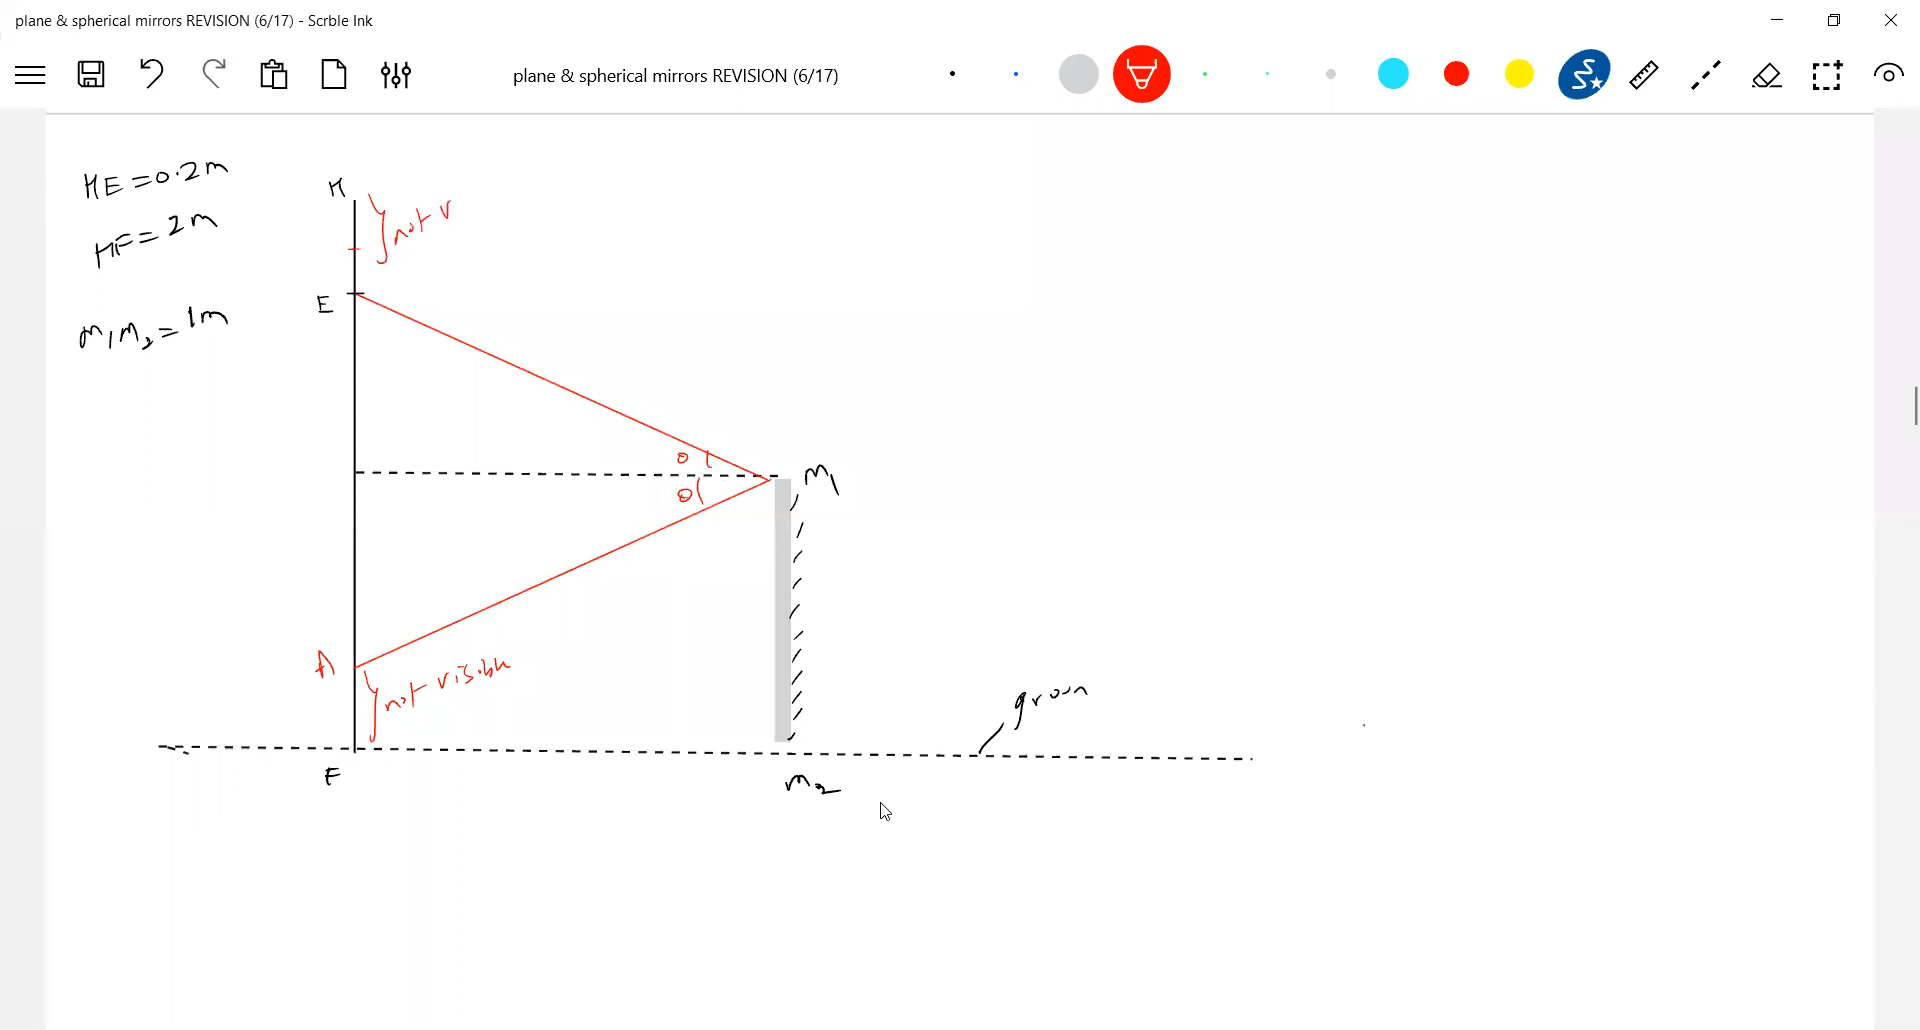 plane & spherical mirrors REVISION (6/17) - Scrble Ink
plane & spherical mirrors REVISION (6/17)
HE = 0.2m
HF = 2m
M1M2 = 1m
H
not v
E
M1
A
not visible
groun
F
M2